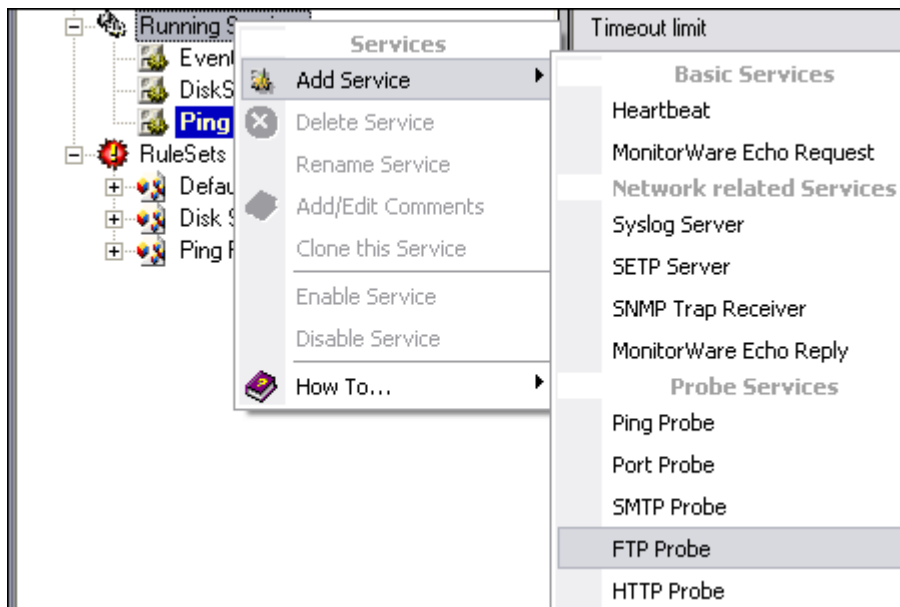 Running S
Event
DiskS
Ping
RuleSets
Defau
Disk S
Ping
Services
Add Service
Delete Service
Rename Service
Add/Edit Comments
Clone this Service
Enable Service
Disable Service
How To...
Timeout limit
Basic Services
Heartbeat
MonitorWare Echo Request
Network related Services
Syslog Server
SETP Server
SNMP Trap Receiver
MonitorWare Echo Reply
Probe Services
Ping Probe
Port Probe
SMTP Probe
FTP Probe
HTTP Probe